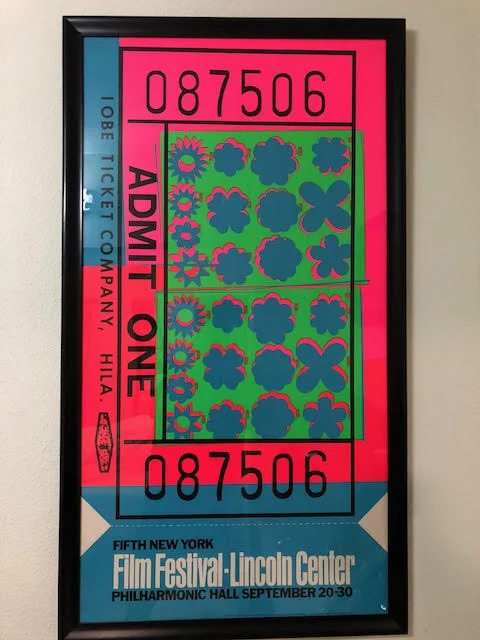 087506
ADMIT ONE
IOBE TICKET COMPANY, HILA.
087506
FIFTH NEW YORK
Film Festival-Lincoln Center
PHILHARMONIC HALL SEPTEMBER 20-30